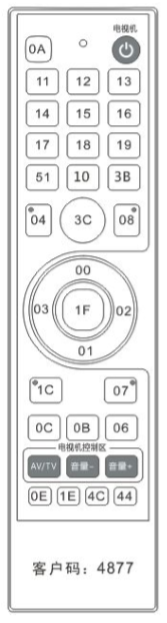 电视机
0A
11 12 13
14 15 16
17 18 19
51 10 3B
04 3C 08
00
03 1F 02
01
1C 07
0C 0B 06
电视机控制区
AV/TV 音量- 音量+
0E 1E 4C 44
客户码：4877